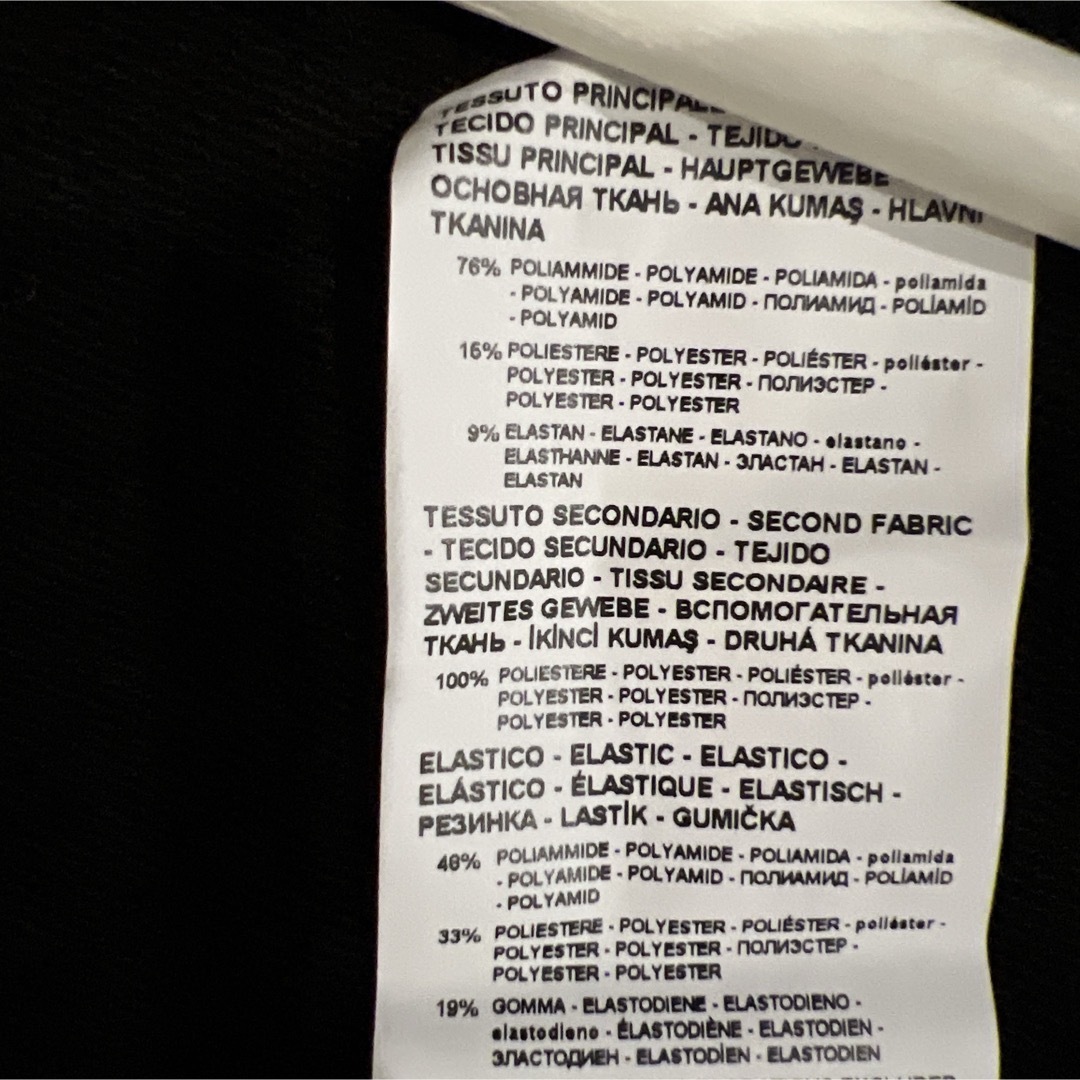 TESSUTO PRINCIPALE
TECIDO PRINCIPAL - TEJIDO
TISSU PRINCIPAL - HAUPTGEWEBE
ОСНОВНАЯ ТКАНЬ - ANA KUMAŞ - HLAVNÍ
TKANINA
76% POLIAMMIDE - POLYAMIDE - POLIAMIDA - poliamida
- POLYAMIDE - POLYAMID - ПОЛИАМИД - POLİAMİD
- POLYAMID
16% POLIESTERE - POLYESTER - POLIÉSTER - poliéster -
POLYESTER - POLYESTER - ПОЛИЭСТЕР -
POLYESTER - POLYESTER
9% ELASTAN - ELASTANE - ELASTANO - elastano -
ELASTHANNE - ELASTAN - ЭЛАСТАН - ELASTAN -
ELASTAN
TESSUTO SECONDARIO - SECOND FABRIC
- TECIDO SECUNDARIO - TEJIDO
SECUNDARIO - TISSU SECONDAIRE -
ZWEITES GEWEBE - ВСПОМОГАТЕЛЬНАЯ
ТКАНЬ - İKİNCİ KUMAŞ - DRUHÁ TKANINA
100% POLIESTERE - POLYESTER - POLIÉSTER - poliéster -
POLYESTER - POLYESTER - ПОЛИЭСТЕР -
POLYESTER - POLYESTER
ELASTICO - ELASTIC - ELASTICO -
ELÁSTICO - ÉLASTIQUE - ELASTISCH -
РЕЗИНКА - LASTİK - GUMIČKA
48% POLIAMMIDE - POLYAMIDE - POLIAMIDA - poliamida
- POLYAMIDE - POLYAMID - ПОЛИАМИД - POLİAMİD
- POLYAMID
33% POLIESTERE - POLYESTER - POLIÉSTER - poliéster -
POLYESTER - POLYESTER - ПОЛИЭСТЕР -
POLYESTER - POLYESTER
19% GOMMA - ELASTODIENE - ELASTODIENO -
elastodieno - ÉLASTODIÈNE - ELASTODIEN -
ЭЛАСТОДИЕН - ELASTODİEN - ELASTODIEN